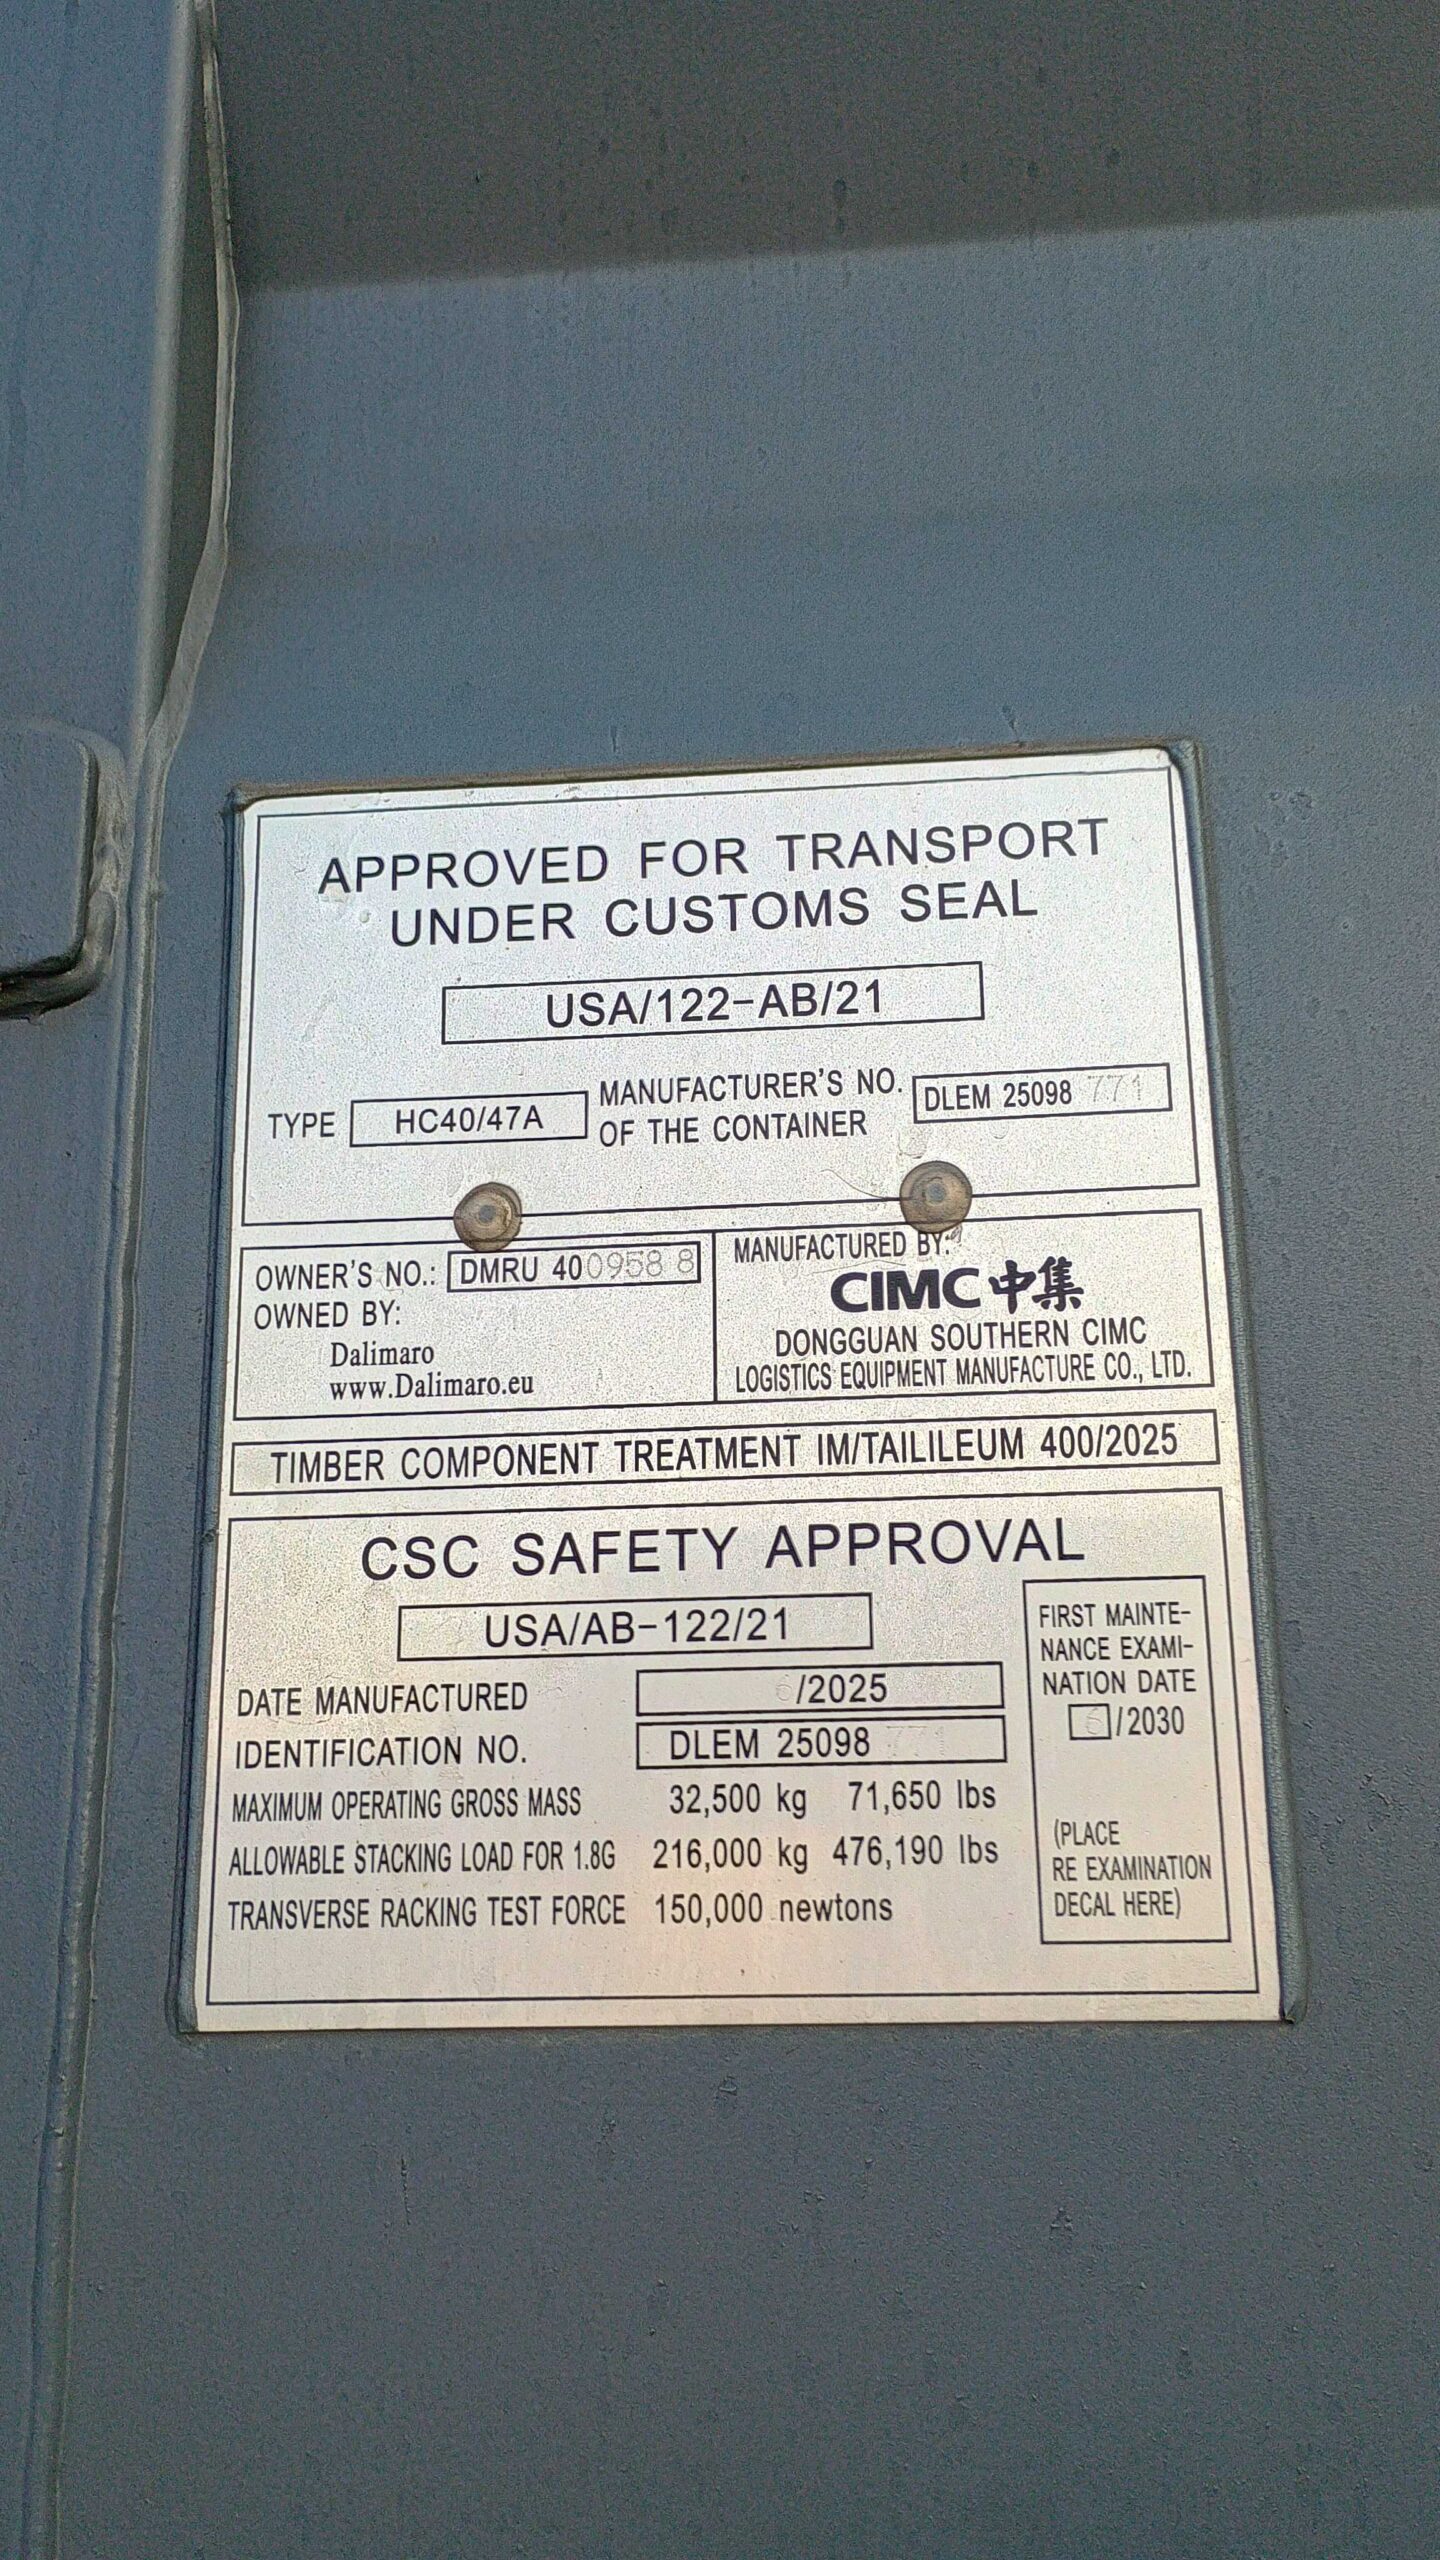 APPROVED FOR TRANSPORT
UNDER CUSTOMS SEAL
USA/122-AB/21
TYPE HC40/47A MANUFACTURER'S NO. OF THE CONTAINER DLEM 25098 771
OWNER'S NO.: DMRU 400958 8
OWNED BY:
Dalimaro
www.Dalimaro.eu
MANUFACTURED BY:
CIMC 中集
DONGGUAN SOUTHERN CIMC
LOGISTICS EQUIPMENT MANUFACTURE CO., LTD.
TIMBER COMPONENT TREATMENT IM/TAILILEUM 400/2025
CSC SAFETY APPROVAL
USA/AB-122/21
DATE MANUFACTURED 6/2025
IDENTIFICATION NO. DLEM 25098 771
MAXIMUM OPERATING GROSS MASS 32,500 kg 71,650 lbs
ALLOWABLE STACKING LOAD FOR 1.8G 216,000 kg 476,190 lbs
TRANSVERSE RACKING TEST FORCE 150,000 newtons
FIRST MAINTE-
NANCE EXAMI-
NATION DATE
6/2030
(PLACE
RE EXAMINATION
DECAL HERE)